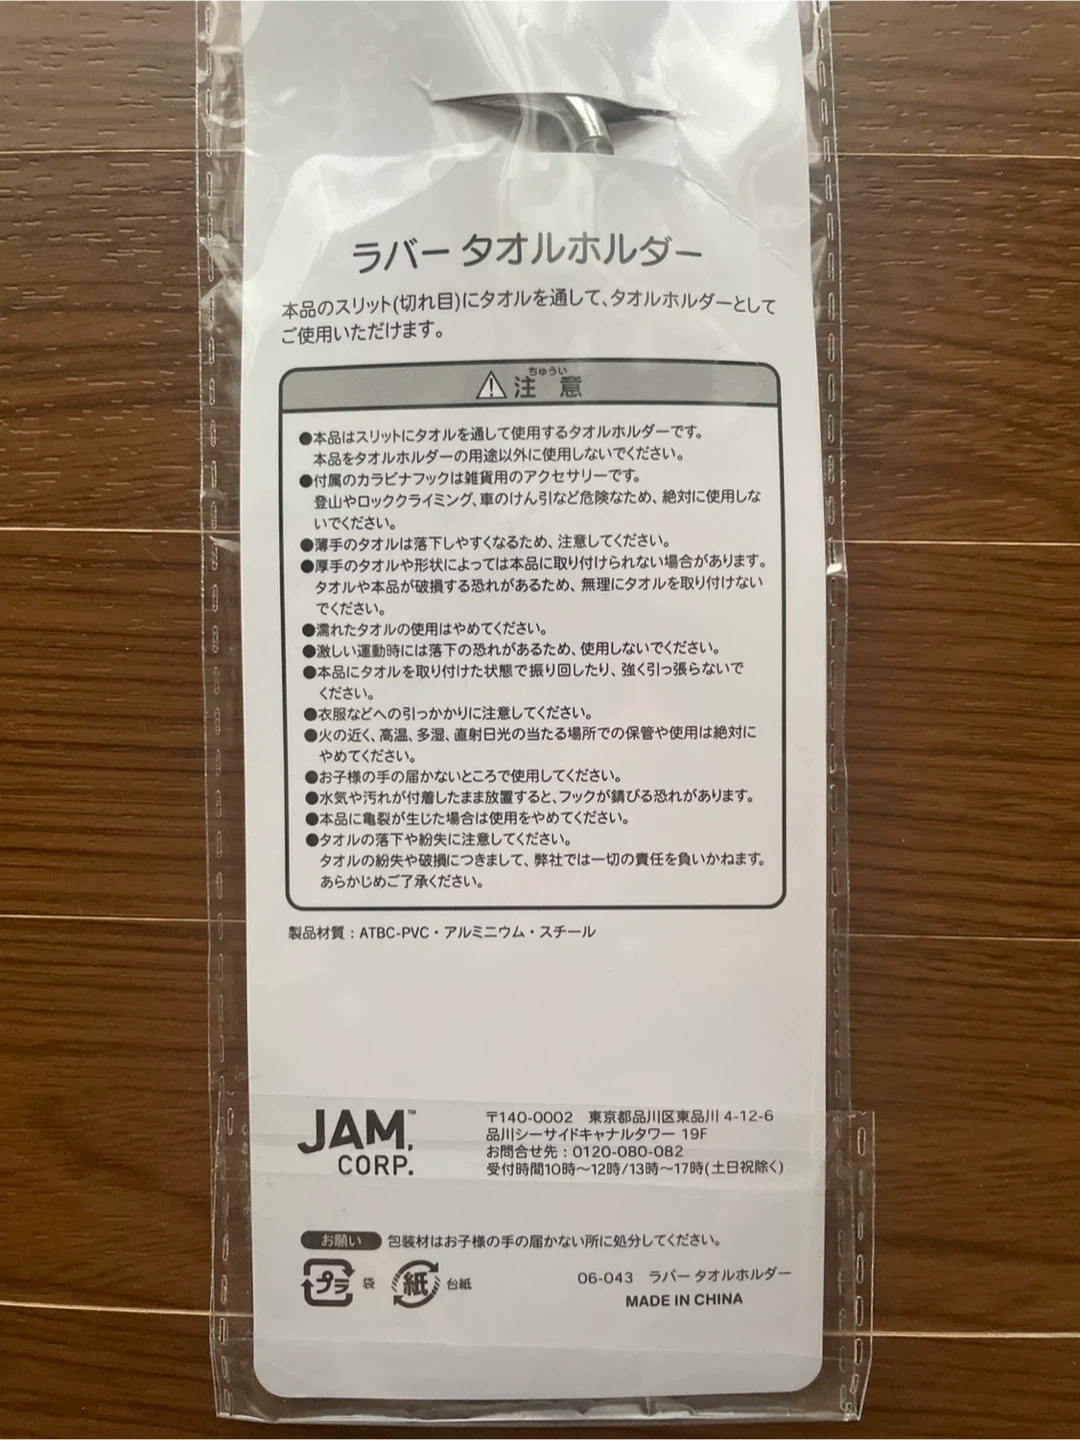 ラバー タオルホルダー
本品のスリット(切れ目)にタオルを通して、タオルホルダーとして
ご使用いただけます。
ちゅうい
注 意
●本品はスリットにタオルを通して使用するタオルホルダーです。
本品をタオルホルダーの用途以外に使用しないでください。
●付属のカラビナフックは雑貨用のアクセサリーです。
登山やロッククライミング、車のけん引など危険なため、絶対に使用しな
いでください。
●薄手のタオルは落下しやすくなるため、注意してください。
●厚手のタオルや形状によっては本品に取り付けられない場合があります。
タオルや本品が破損する恐れがあるため、無理にタオルを取り付けない
でください。
●濡れたタオルの使用はやめてください。
●激しい運動時には落下の恐れがあるため、使用しないでください。
●本品にタオルを取り付けた状態で振り回したり、強く引っ張らないで
ください。
●衣服などへの引っかかりに注意してください。
●火の近く、高温、多湿、直射日光の当たる場所での保管や使用は絶対に
やめてください。
●お子様の手の届かないところで使用してください。
●水気や汚れが付着したまま放置すると、フックが錆びる恐れがあります。
●本品に亀裂が生じた場合は使用をやめてください。
●タオルの落下や紛失に注意してください。
タオルの紛失や破損につきまして、弊社では一切の責任を負いかねます。
あらかじめご了承ください。
製品材質：ATBC-PVC・アルミニウム・スチール
JAM,™
CORP.
〒140-0002 東京都品川区東品川 4-12-6
品川シーサイドキャナルタワー 19F
お問合せ先：0120-080-082
受付時間10時～12時/13時～17時(土日祝除く)
お願い 包装材はお子様の手の届かない所に処分してください。
プラ 袋 紙 台紙
06-043 ラバー タオルホルダー
MADE IN CHINA